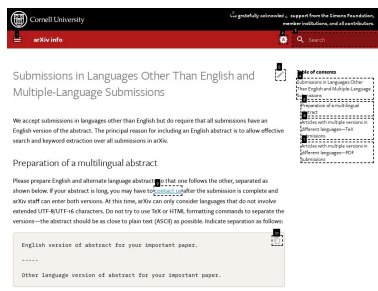 Cornell University
We gratefully acknowledge support from the Simons Foundation,
member institutions, and all contributors.
arXiv info
Search
Submissions in Languages Other Than English and
Multiple-Language Submissions
We accept submissions in languages other than English but do require that all submissions have an
English version of the abstract. The principal reason for including an English abstract is to allow effective
search and keyword extraction over all submissions in arXiv.
Preparation of a multilingual abstract
Please prepare English and alternate language abstracts so that one follows the other, separated as
shown below. If your abstract is long, you may have to contact us after the submission is complete and
arXiv staff can enter both versions. At this time, arXiv can only consider languages that do not involve
extended UTF-8/UTF-16 characters. Do not try to use TeX or HTML formatting commands to separate the
versions—the abstract should be as close to plain text (ASCII) as possible. Indicate separation as follows:
English version of abstract for your important paper.
-----
Other language version of abstract for your important paper.
Table of contents
Submissions in Languages Other
Than English and Multiple-Language
Submissions
Preparation of a multilingual
abstract
Articles with multiple versions in
different languages—TeX
submissions
Articles with multiple versions in
different languages—PDF
submissions